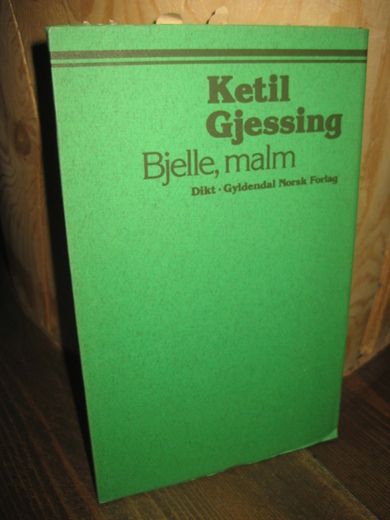 Ketil
Gjessing
Bjelle, malm
Dikt · Gyldendal Norsk Forlag